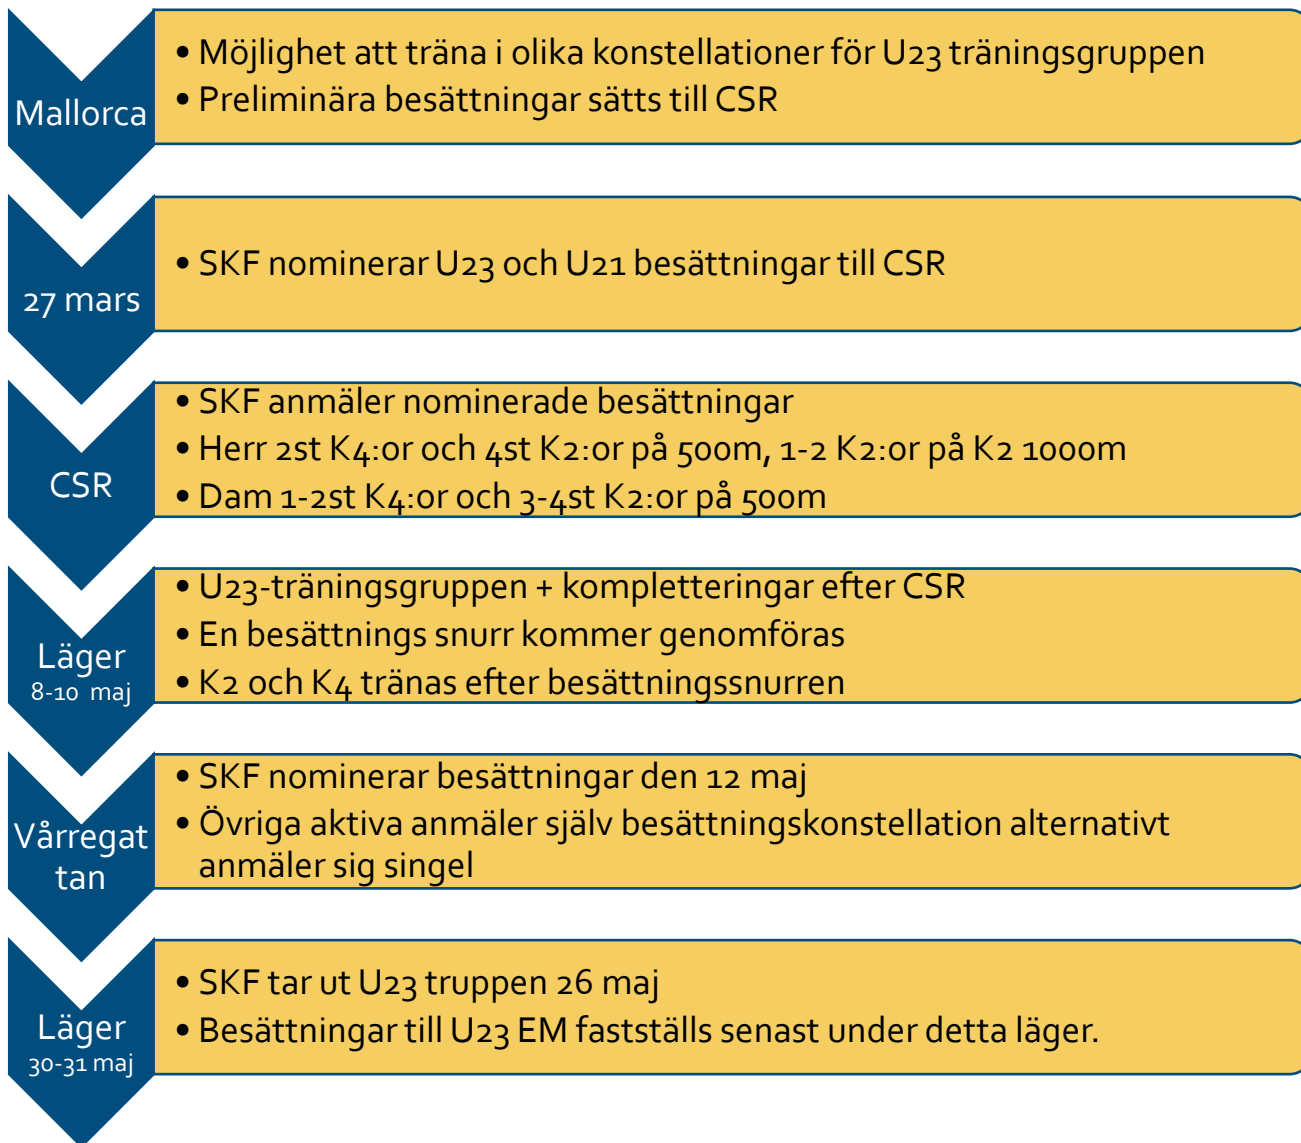 Mallorca
• Möjlighet att träna i olika konstellationer för U23 träningsgruppen
• Preliminära besättningar sätts till CSR
27 mars
• SKF nominerar U23 och U21 besättningar till CSR
CSR
• SKF anmäler nominerade besättningar
• Herr 2st K4:or och 4st K2:or på 500m, 1-2 K2:or på K2 1000m
• Dam 1-2st K4:or och 3-4st K2:or på 500m
Läger
8-10 maj
• U23-träningsgruppen + kompletteringar efter CSR
• En besättnings snurr kommer genomföras
• K2 och K4 tränas efter besättningssnurren
Vårregat
tan
• SKF nominerar besättningar den 12 maj
• Övriga aktiva anmäler själv besättningskonstellation alternativt
anmäler sig singel
Läger
30-31 maj
• SKF tar ut U23 truppen 26 maj
• Besättningar till U23 EM fastställs senast under detta läger.